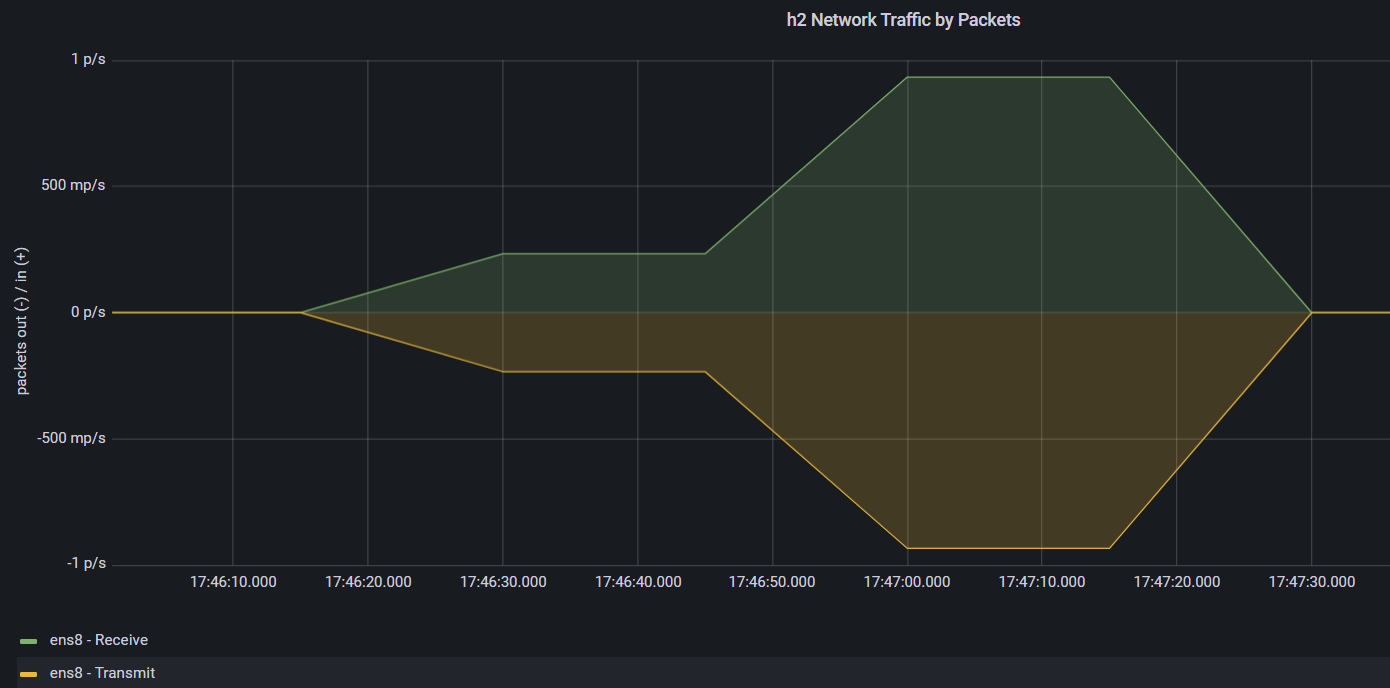 h2 Network Traffic by Packets
packets out (-) / in (+)
1 p/s
500 mp/s
0 p/s
-500 mp/s
-1 p/s
17:46:10.000 17:46:20.000 17:46:30.000 17:46:40.000 17:46:50.000 17:47:00.000 17:47:10.000 17:47:20.000 17:47:30.000
ens8 - Receive
ens8 - Transmit